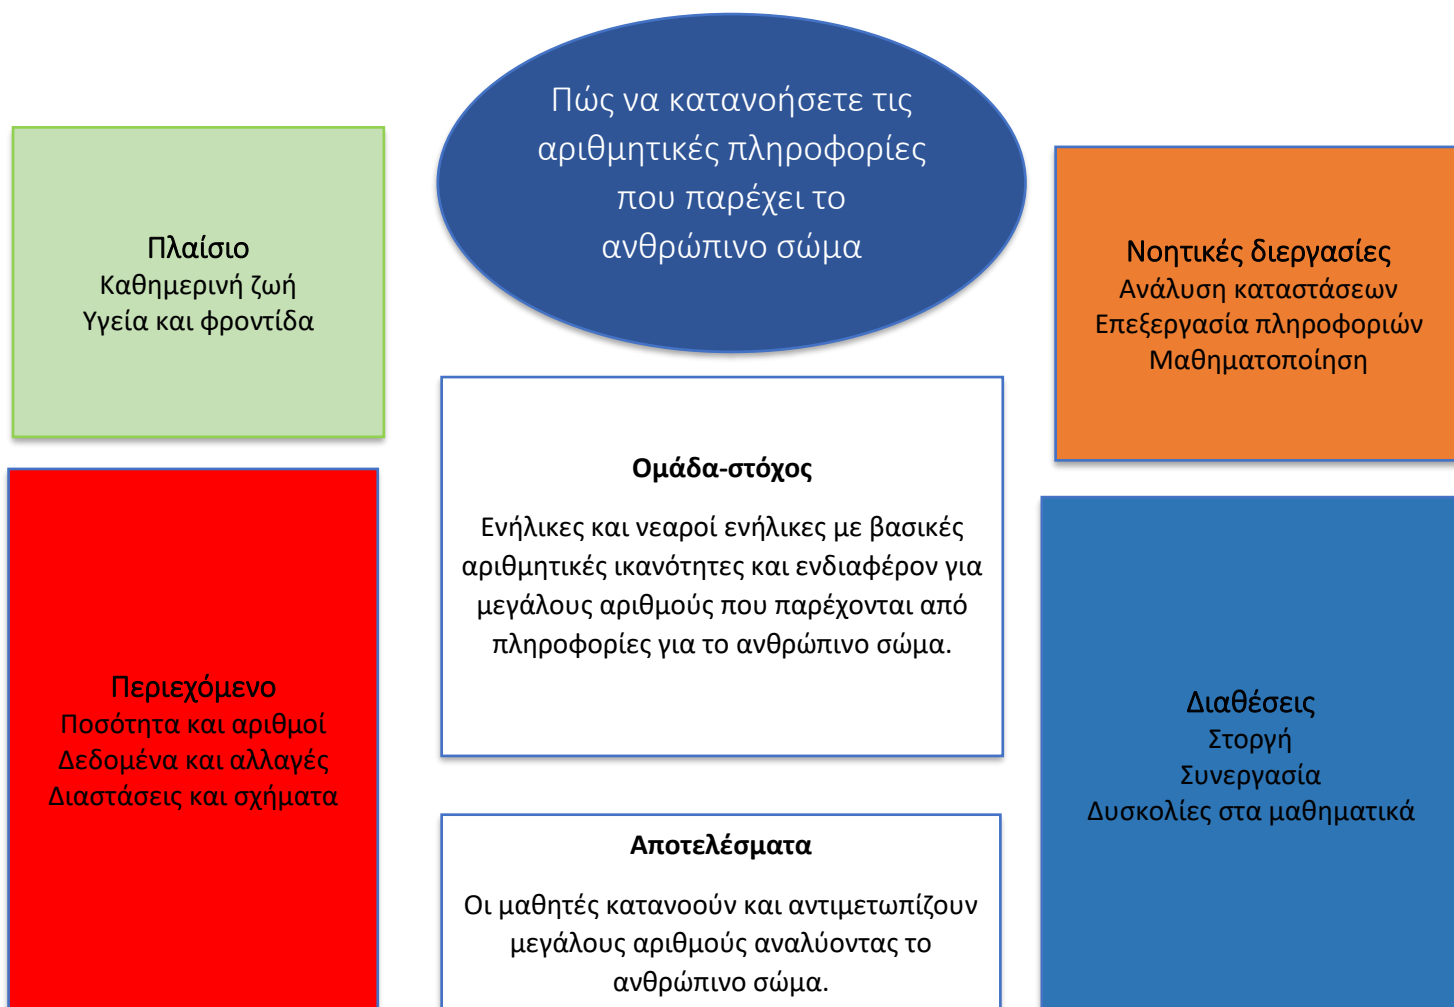 Πώς να κατανοήσετε τις
αριθμητικές πληροφορίες
που παρέχει το
ανθρώπινο σώμα
Πλαίσιο
Καθημερινή ζωή
Υγεία και φροντίδα
Νοητικές διεργασίες
Ανάλυση καταστάσεων
Επεξεργασία πληροφοριών
Μαθηματοποίηση
Ομάδα-στόχος
Ενήλικες και νεαροί ενήλικες με βασικές
αριθμητικές ικανότητες και ενδιαφέρον για
μεγάλους αριθμούς που παρέχονται από
πληροφορίες για το ανθρώπινο σώμα.
Περιεχόμενο
Ποσότητα και αριθμοί
Δεδομένα και αλλαγές
Διαστάσεις και σχήματα
Διαθέσεις
Στοργή
Συνεργασία
Δυσκολίες στα μαθηματικά
Αποτελέσματα
Οι μαθητές κατανοούν και αντιμετωπίζουν
μεγάλους αριθμούς αναλύοντας το
ανθρώπινο σώμα.